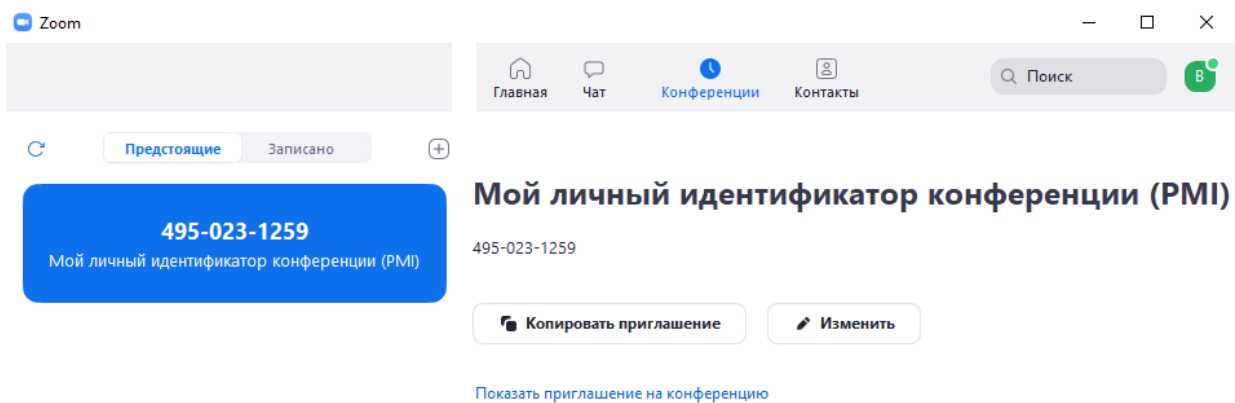 Zoom
Главная Чат Конференции Контакты Поиск В
Предстоящие Записано
495-023-1259
Мой личный идентификатор конференции (PMI)
Мой личный идентификатор конференции (PMI)
495-023-1259
Копировать приглашение Изменить
Показать приглашение на конференцию